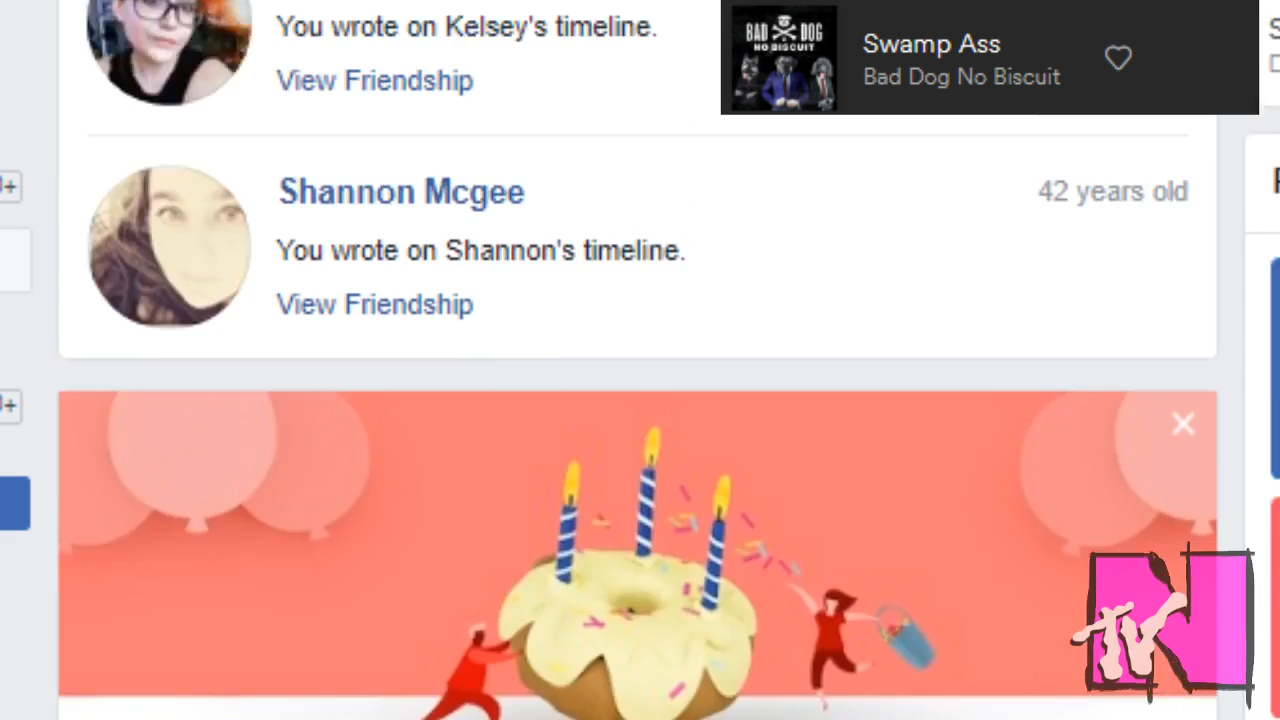 You wrote on Kelsey's timeline.
View Friendship
BAD DOG
NO BISCUIT
Swamp Ass
Bad Dog No Biscuit
Shannon Mcgee
42 years old
You wrote on Shannon's timeline.
View Friendship
TV